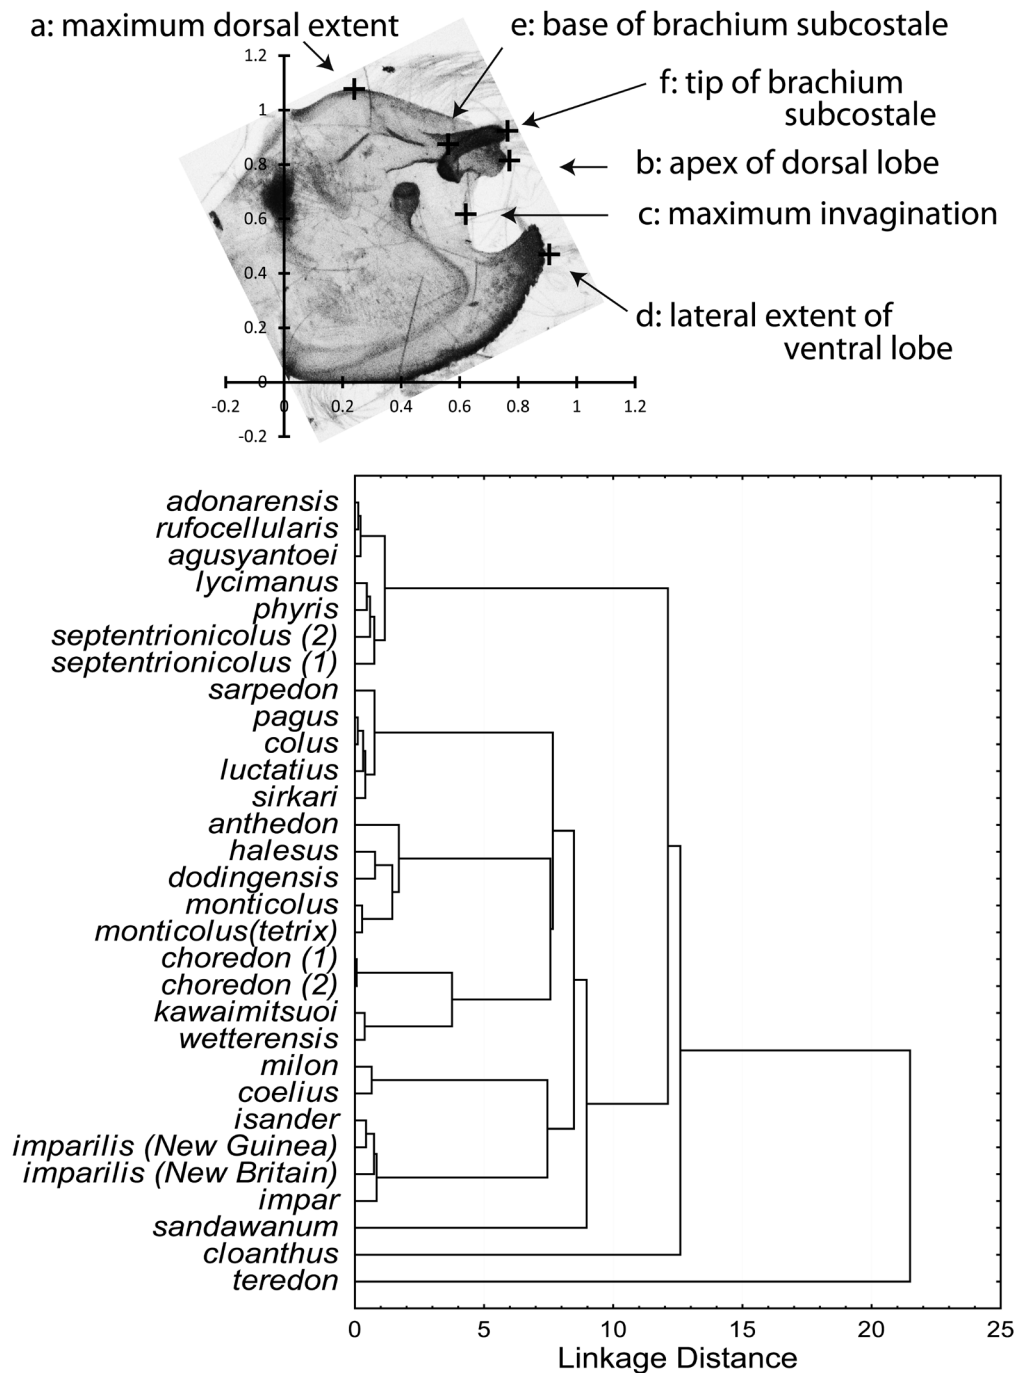 a: maximum dorsal extent
e: base of brachium subcostale
f: tip of brachium
subcostale
b: apex of dorsal lobe
c: maximum invagination
d: lateral extent of
ventral lobe
1.2
1
0.8
0.6
0.4
0.2
0
-0.2
-0.2 0 0.2 0.4 0.6 0.8 1 1.2
adonarensis
rufocellularis
agusyantoei
lycimanus
phyris
septentrionicolus (2)
septentrionicolus (1)
sarpedon
pagus
colus
luctatius
sirkari
anthedon
halesus
dodingensis
monticolus
monticolus(tetrix)
choredon (1)
choredon (2)
kawaimitsuoi
wetterensis
milon
coelius
isander
imparilis (New Guinea)
imparilis (New Britain)
impar
sandawanum
cloanthus
teredon
0 5 10 15 20 25
Linkage Distance